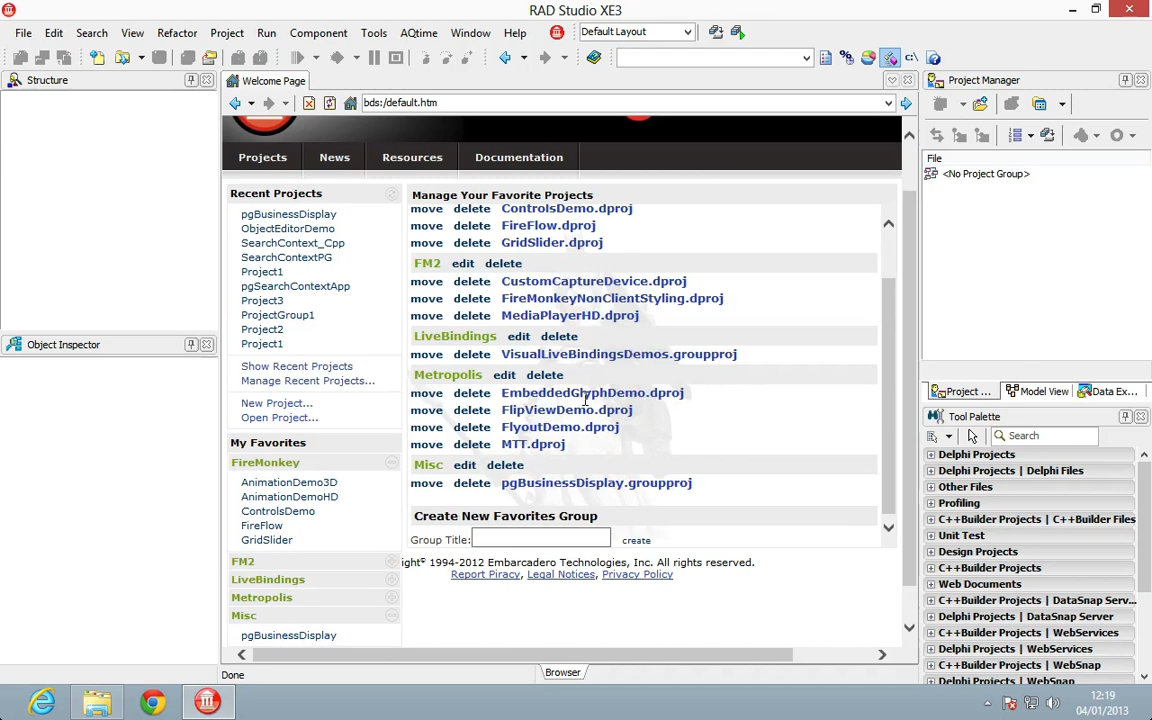 RAD Studio XE3
File Edit Search View Refactor Project Run Component Tools AQtime Window Help Default Layout
Structure
Welcome Page
bds:/default.htm
Projects News Resources Documentation
Recent Projects
pgBusinessDisplay
ObjectEditorDemo
SearchContext_Cpp
SearchContextPG
Project1
pgSearchContextApp
Project3
ProjectGroup1
Project2
Project1
Show Recent Projects
Manage Recent Projects...
New Project...
Open Project...
My Favorites
FireMonkey
AnimationDemo3D
AnimationDemoHD
ControlsDemo
FireFlow
GridSlider
FM2
LiveBindings
Metropolis
Misc
pgBusinessDisplay
Manage Your Favorite Projects
move delete ControlsDemo.dproj
move delete FireFlow.dproj
move delete GridSlider.dproj
FM2 edit delete
move delete CustomCaptureDevice.dproj
move delete FireMonkeyNonClientStyling.dproj
move delete MediaPlayerHD.dproj
LiveBindings edit delete
move delete VisualLiveBindingsDemos.groupproj
Metropolis edit delete
move delete EmbeddedGlyphDemo.dproj
move delete FlipViewDemo.dproj
move delete FlyoutDemo.dproj
move delete MTT.dproj
Misc edit delete
move delete pgBusinessDisplay.groupproj
Create New Favorites Group
Group Title: create
ight© 1994-2012 Embarcadero Technologies, Inc. All rights reserved.
Report Piracy, Legal Notices, Privacy Policy
Object Inspector
Done
Browser
Project Manager
File
<No Project Group>
Project ... Model View Data Ex...
Tool Palette
Search
Delphi Projects
Delphi Projects | Delphi Files
Other Files
Profiling
C++Builder Projects | C++Builder Files
Unit Test
Design Projects
C++Builder Projects
Web Documents
C++Builder Projects | DataSnap Serv...
Delphi Projects | DataSnap Server
C++Builder Projects | WebServices
Delphi Projects | WebServices
C++Builder Projects | WebSnap
Delphi Projects | WebSnap
12:19
04/01/2013